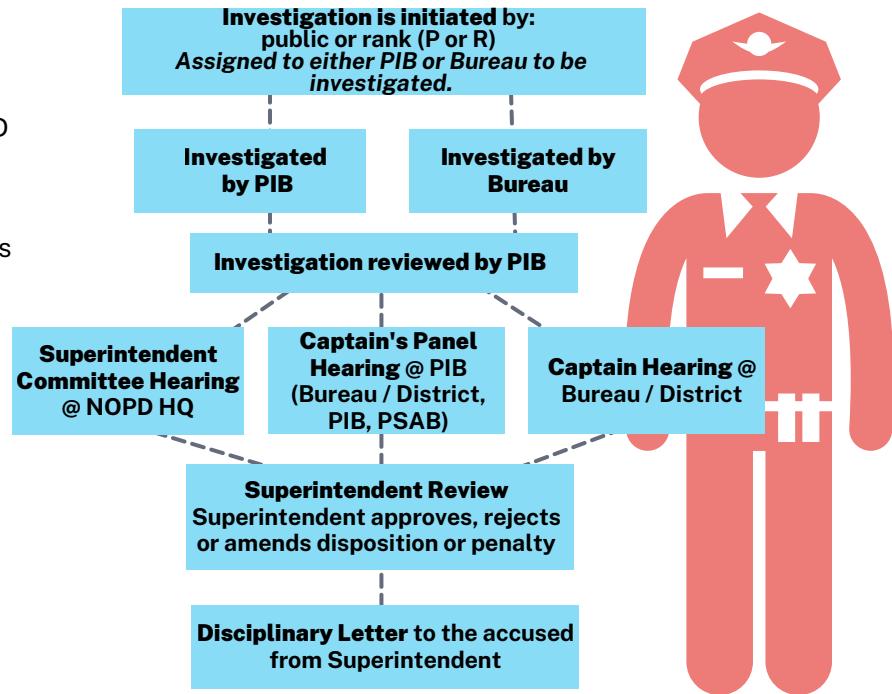 Investigation is initiated by:
public or rank (P or R)
Assigned to either PIB or Bureau to be
investigated.
Investigated
by PIB
Investigated by
Bureau
Investigation reviewed by PIB
Superintendent
Committee Hearing
@ NOPD HQ
Captain's Panel
Hearing @ PIB
(Bureau / District,
PIB, PSAB)
Captain Hearing @
Bureau / District
Superintendent Review
Superintendent approves, rejects
or amends disposition or penalty
Disciplinary Letter to the accused
from Superintendent